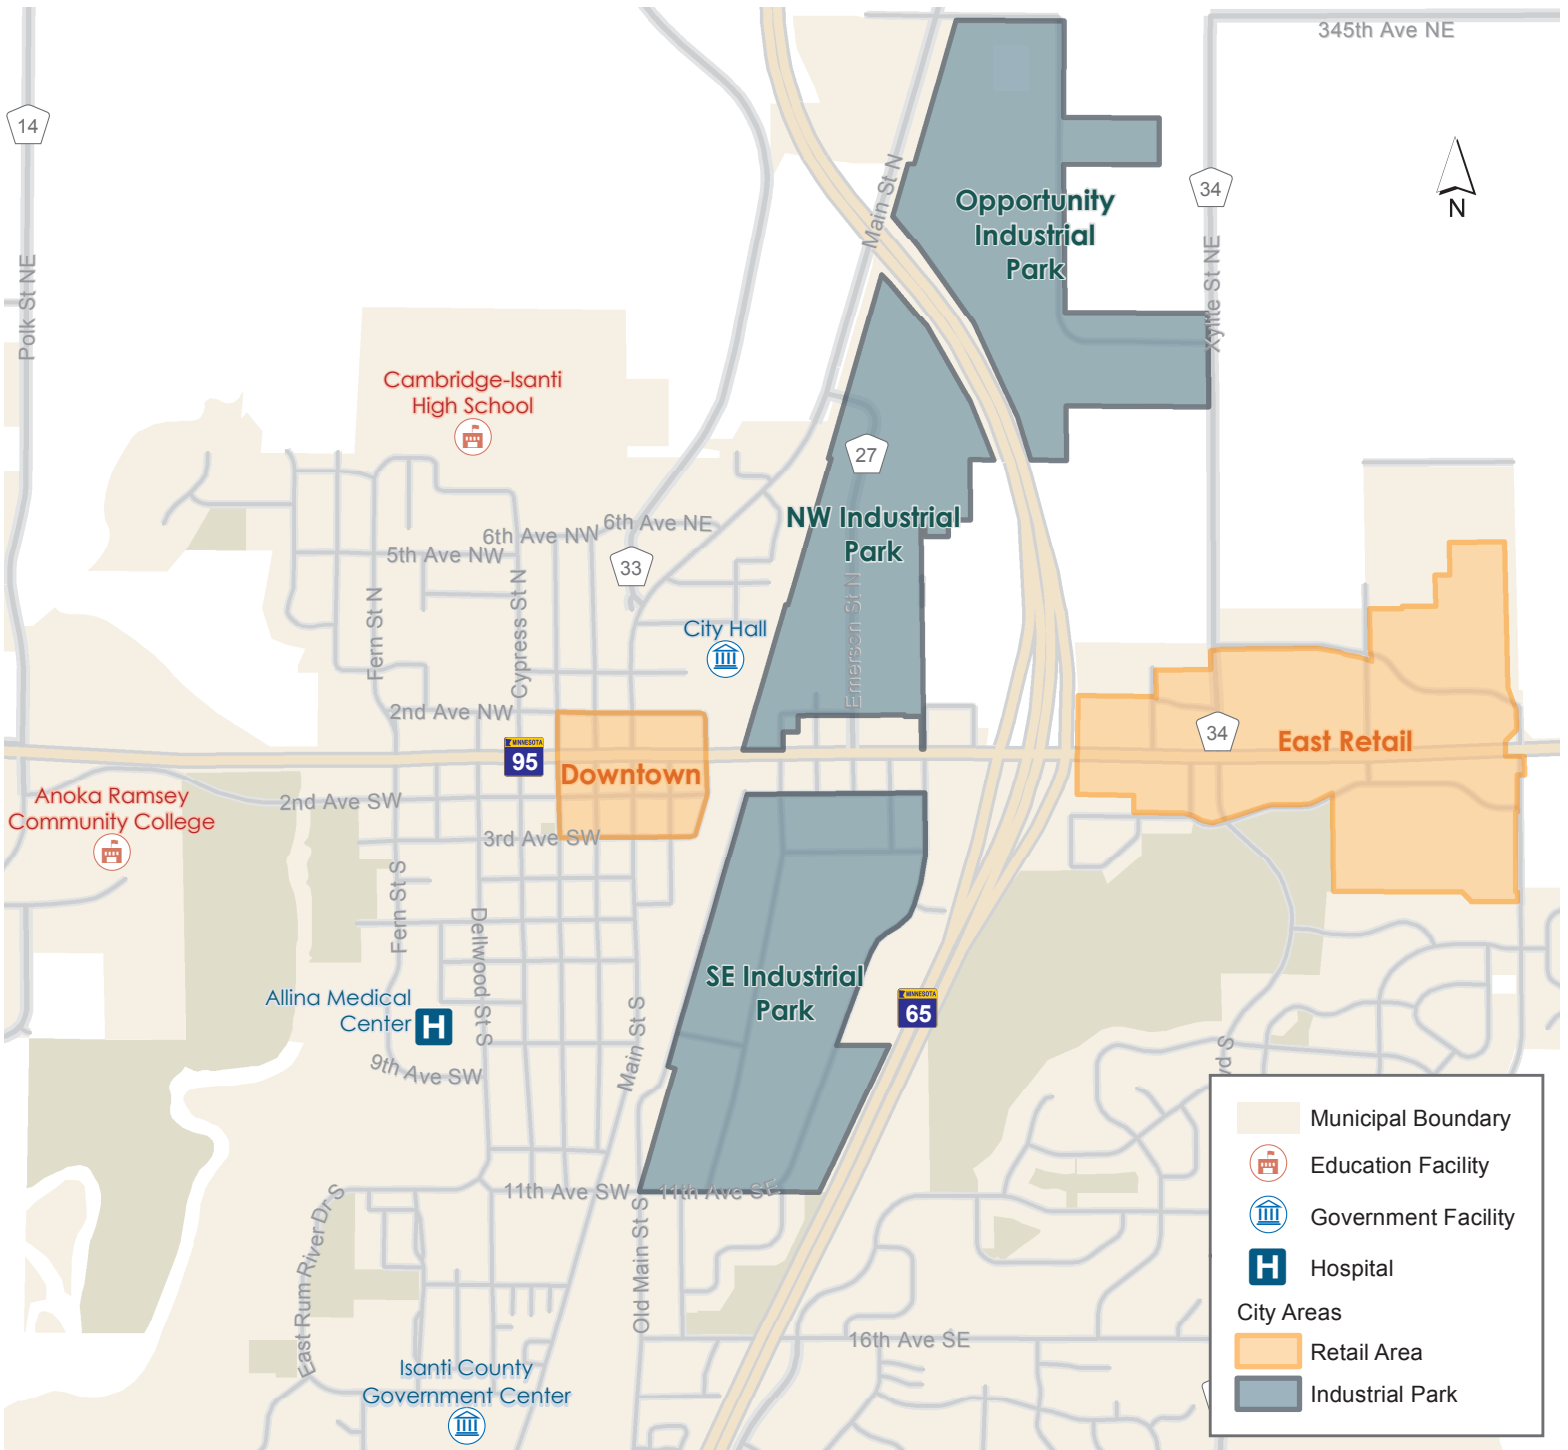 345th Ave NE
14
Main St N
34
N
Opportunity
Industrial
Park
Polk St NE
Xylite St NE
Cambridge-Isanti
High School
27
NW Industrial
Park
6th Ave NE
6th Ave NW
5th Ave NW
33
Fern St N
Cypress St N
Emerson St N
City Hall
2nd Ave NW
34
East Retail
MINNESOTA
95
Downtown
Anoka Ramsey
Community College
2nd Ave SW
3rd Ave SW
Fern St S
Dellwood St S
SE Industrial
Park
Allina Medical
Center
H
MINNESOTA
65
Main St S
9th Ave SW
vd S
11th Ave SW
11th Ave SE
East Rum River Dr S
Old Main St S
16th Ave SE
Isanti County
Government Center
Municipal Boundary
Education Facility
Government Facility
H
Hospital
City Areas
Retail Area
Industrial Park